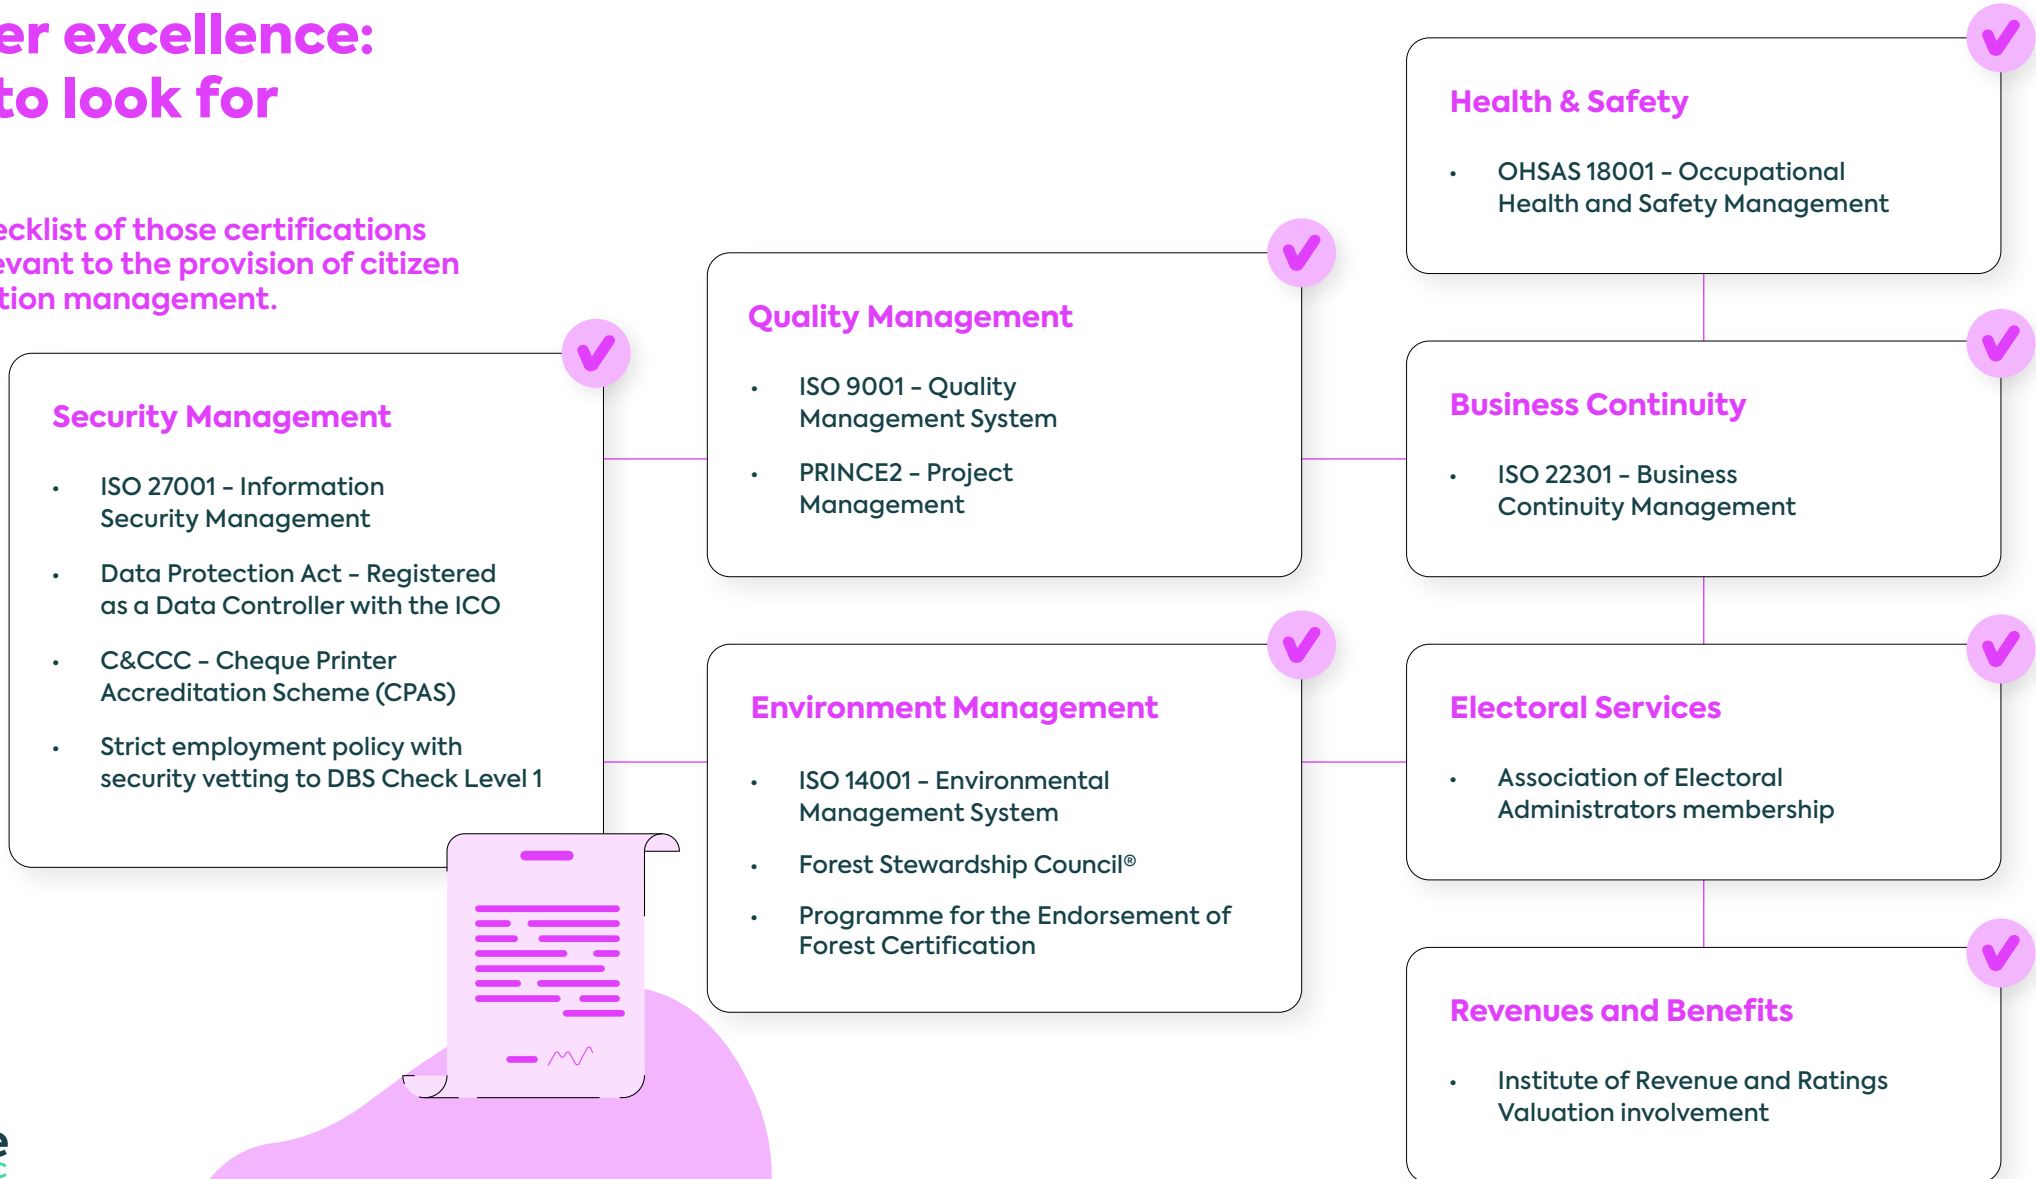 er excellence:
to look for
ecklist of those certifications
evant to the provision of citizen
tion management.
Security Management
• ISO 27001 - Information
Security Management
• Data Protection Act - Registered
as a Data Controller with the ICO
• C&CCC - Cheque Printer
Accreditation Scheme (CPAS)
• Strict employment policy with
security vetting to DBS Check Level 1
Quality Management
• ISO 9001 - Quality
Management System
• PRINCE2 - Project
Management
Environment Management
• ISO 14001 - Environmental
Management System
• Forest Stewardship Council®
• Programme for the Endorsement of
Forest Certification
Health & Safety
• OHSAS 18001 - Occupational
Health and Safety Management
Business Continuity
• ISO 22301 - Business
Continuity Management
Electoral Services
• Association of Electoral
Administrators membership
Revenues and Benefits
• Institute of Revenue and Ratings
Valuation involvement